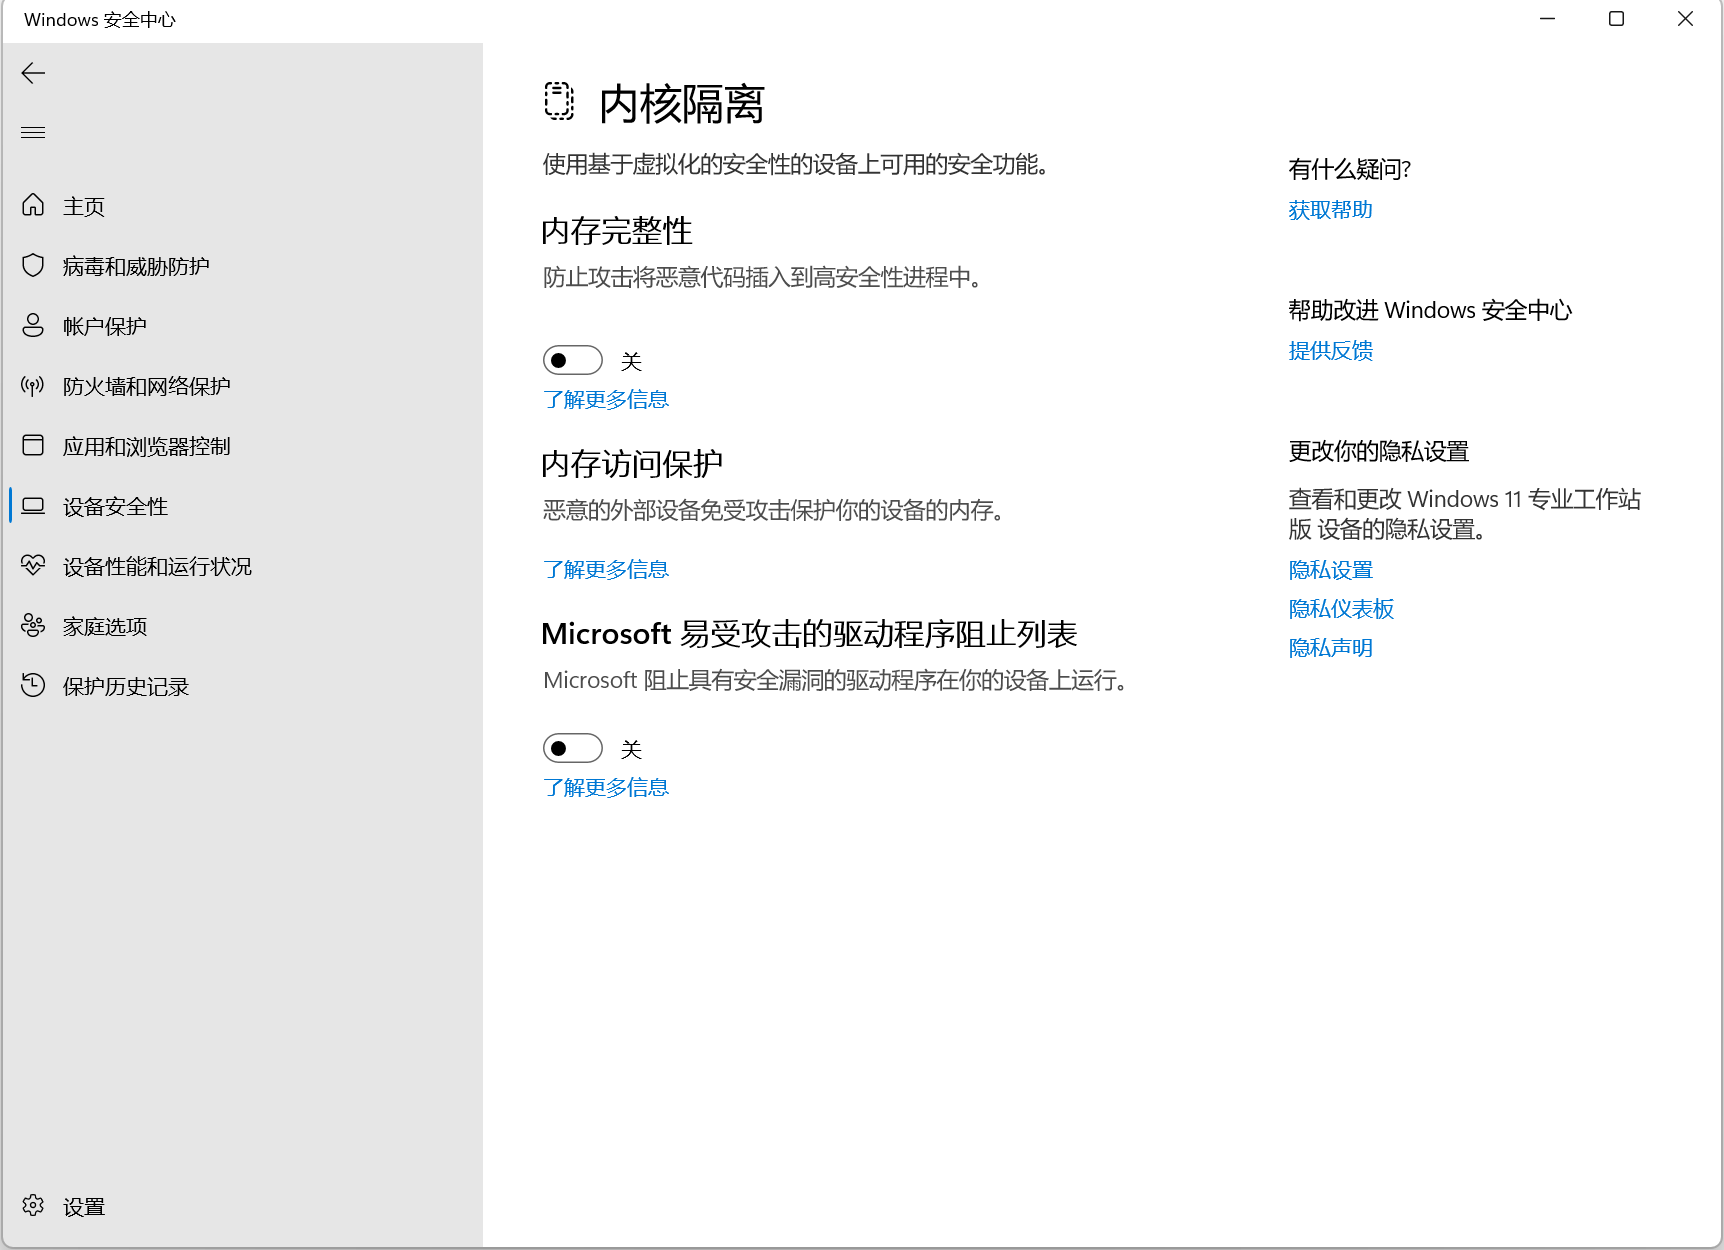 Windows 安全中心
主页
病毒和威胁防护
帐户保护
防火墙和网络保护
应用和浏览器控制
设备安全性
设备性能和运行状况
家庭选项
保护历史记录
设置
内核隔离
使用基于虚拟化的安全性的设备上可用的安全功能。
内存完整性
防止攻击将恶意代码插入到高安全性进程中。
关
了解更多信息
内存访问保护
恶意的外部设备免受攻击保护你的设备的内存。
了解更多信息
Microsoft 易受攻击的驱动程序阻止列表
Microsoft 阻止具有安全漏洞的驱动程序在你的设备上运行。
关
了解更多信息
有什么疑问?
获取帮助
帮助改进 Windows 安全中心
提供反馈
更改你的隐私设置
查看和更改 Windows 11 专业工作站
版 设备的隐私设置。
隐私设置
隐私仪表板
隐私声明